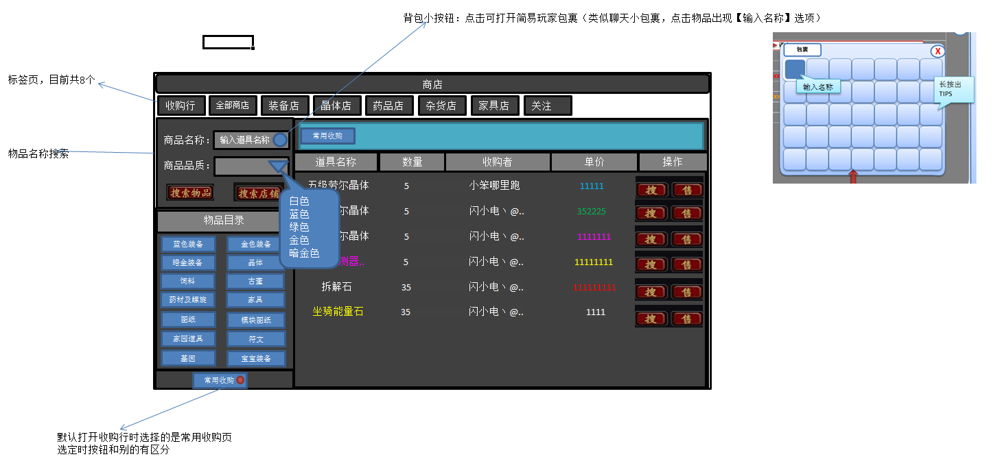 背包小按钮：点击可打开简易玩家包裹（类似聊天小包裹，点击物品出现【输入名称】选项）
包裹
X
输入名称
长按出
TIPS
标签页，目前共8个
商店
收购行 全部商店 装备店 晶体店 药品店 杂货店 家具店 关注
物品名称搜索
商品名称： 输入道具名称
常用收购
商品品质：
搜索物品 搜索店铺
白色
蓝色
绿色
金色
暗金色
道具名称 数量 收购者 单价 操作
五级劳尔晶体 5 小笨哪里跑 11111 搜 售
尔晶体 5 闪小电丶@.. 352225 搜 售
尔晶体 5 闪小电丶@.. 1111111 搜 售
测器.. 5 闪小电丶@.. 11111111 搜 售
拆解石 35 闪小电丶@.. 111111111 搜 售
坐骑能量石 35 闪小电丶@.. 1111 搜 售
物品目录
蓝色装备 金色装备
暗金装备 晶体
饲料 古董
药材及螺旋 家具
图纸 模块图纸
家园道具 符文
基因 宝宝装备
常用收购
默认打开收购行时选择的是常用收购页
选定时按钮和别的有区分